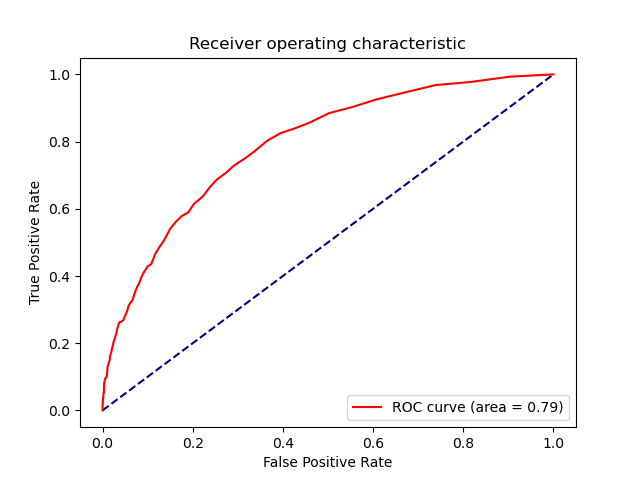 Receiver operating characteristic
True Positive Rate
1.0
0.8
0.6
0.4
0.2
0.0
ROC curve (area = 0.79)
0.0 0.2 0.4 0.6 0.8 1.0
False Positive Rate